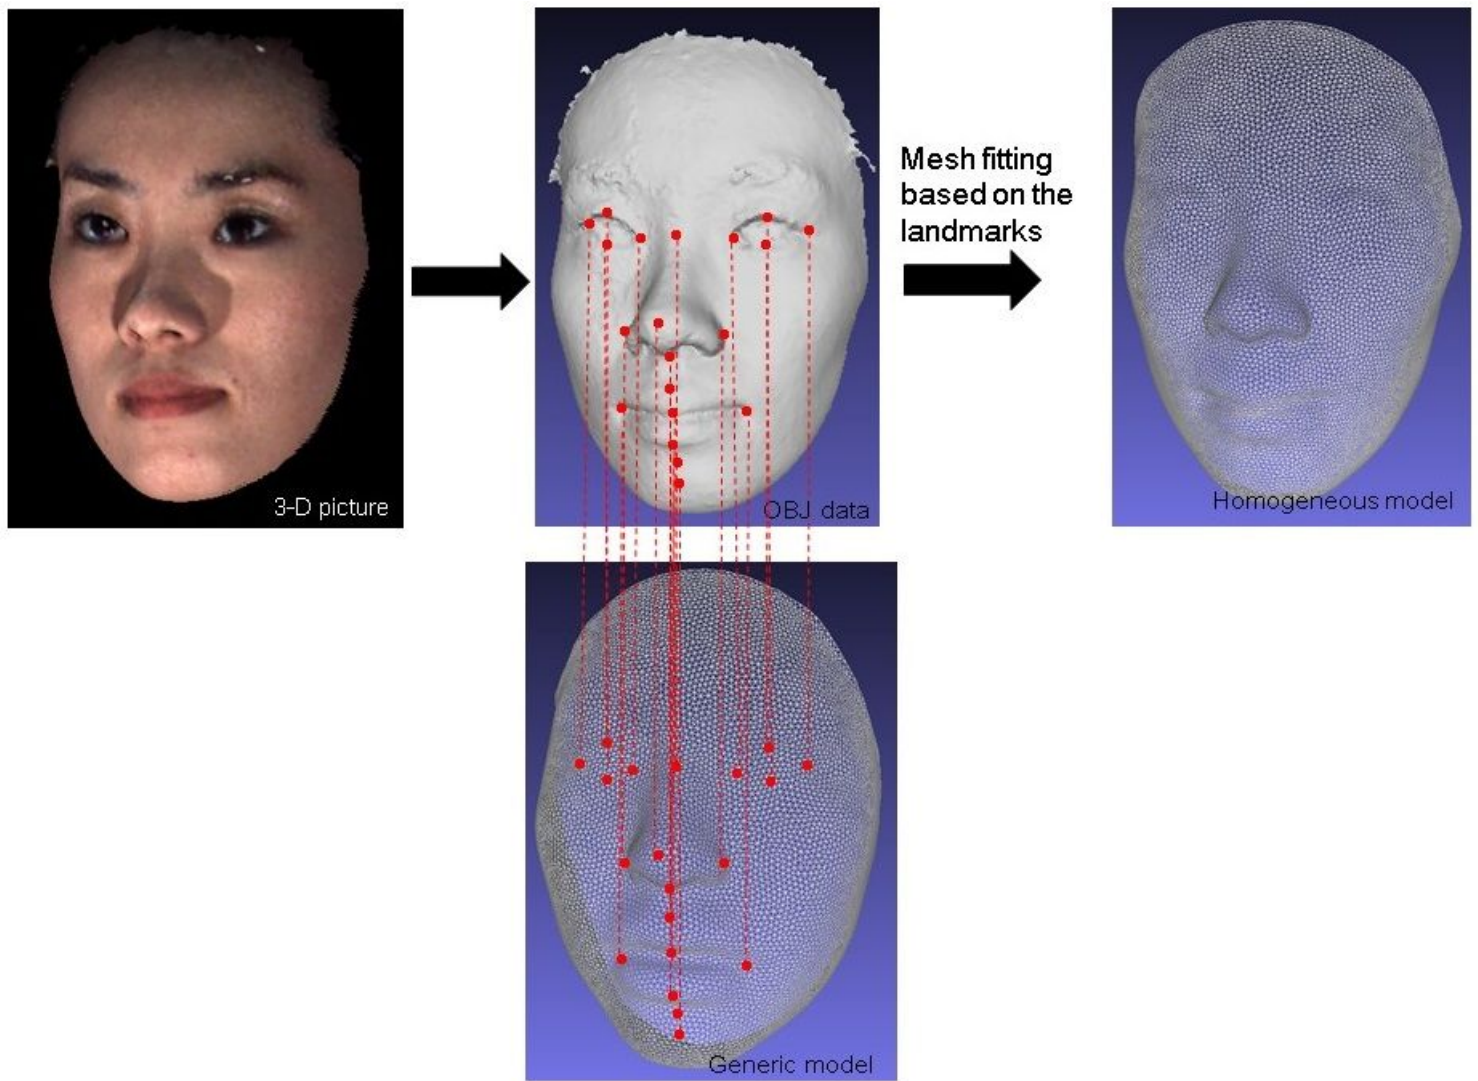 Mesh fitting
based on the
landmarks
3-D picture
OBJ data
Homogeneous model
Generic model